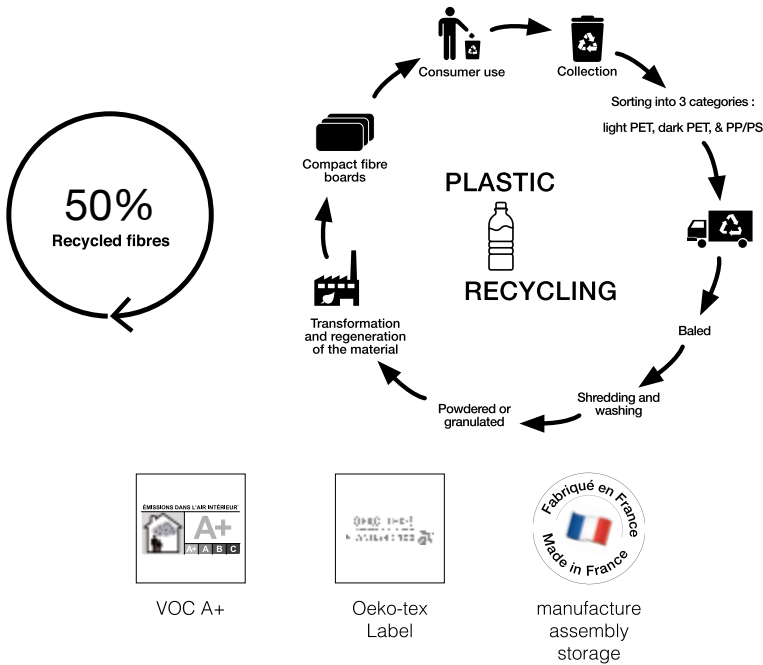 50%
Recycled fibres
PLASTIC
RECYCLING
Consumer use
Collection
Sorting into 3 categories :
light PET, dark PET, & PP/PS
Baled
Shredding and
washing
Powdered or
granulated
Transformation
and regeneration
of the material
Compact fibre
boards
ÉMISSIONS DANS L'AIR INTÉRIEUR
A+
A+ A B C
VOC A+
Oeko-tex
Label
Fabriqué en France
Made in France
manufacture
assembly
storage